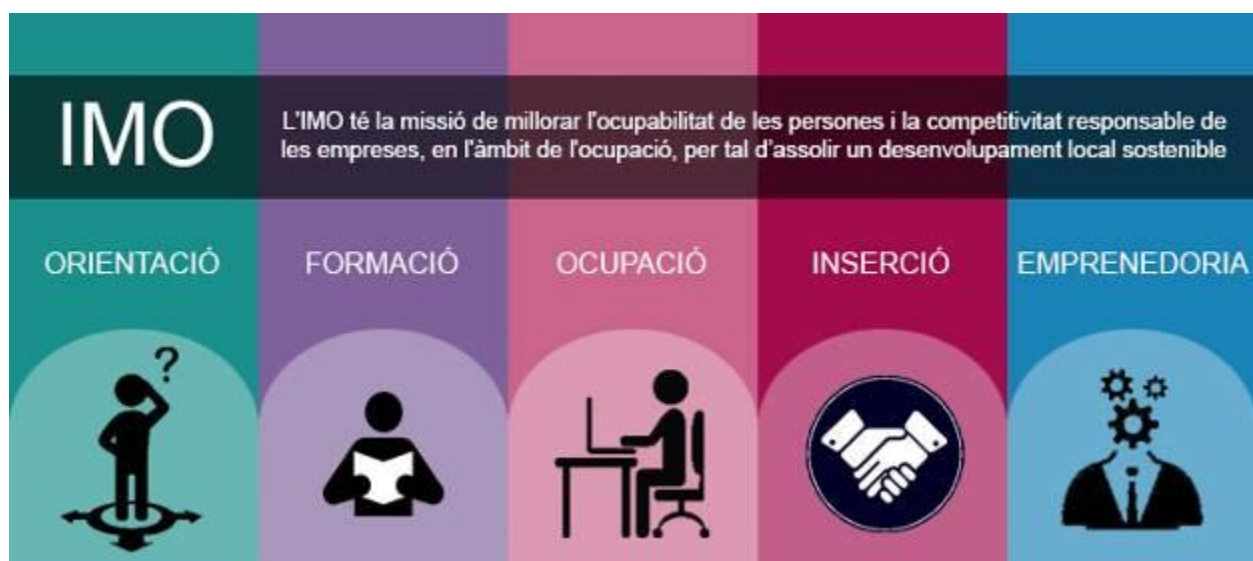 IMO
L'IMO té la missió de millorar l'ocupabilitat de les persones i la competitivitat responsable de
les empreses, en l'àmbit de l'ocupació, per tal d'assolir un desenvolupament local sostenible
ORIENTACIÓ
FORMACIÓ
OCUPACIÓ
INSERCIÓ
EMPRENEDORIA
?